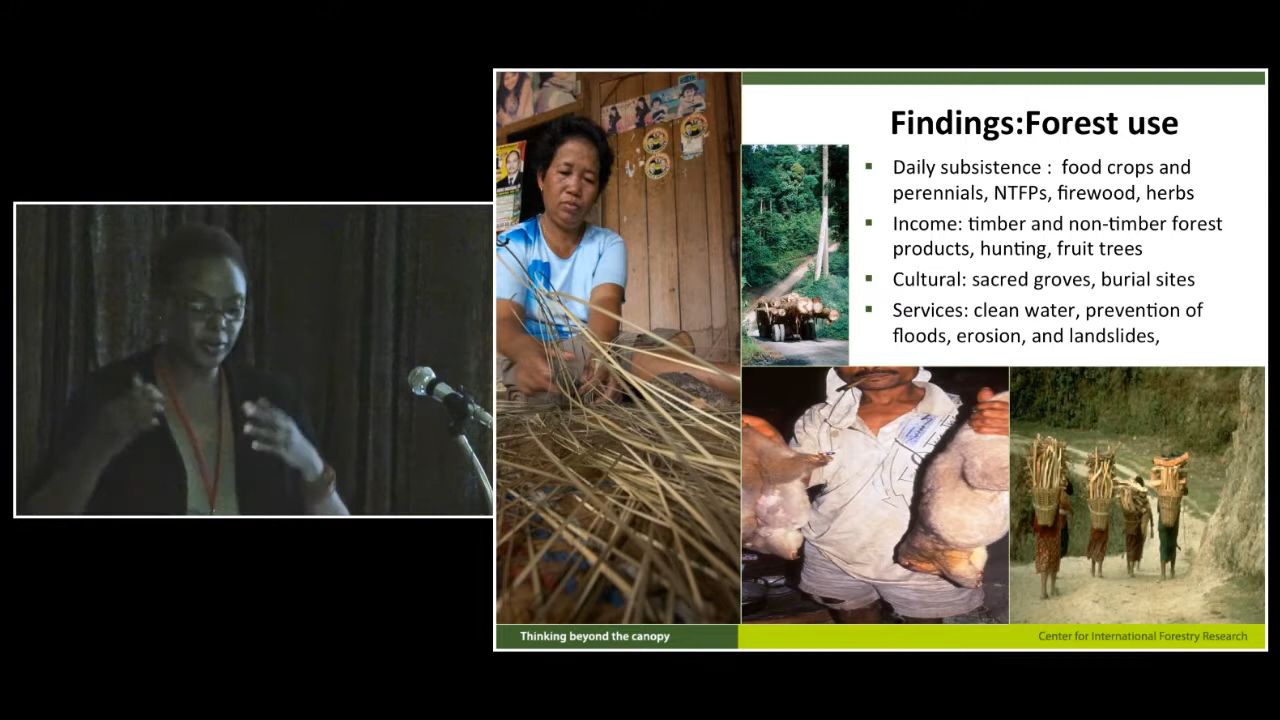 Findings:Forest use
Daily subsistence : food crops and
perennials, NTFPs, firewood, herbs
Income: timber and non-timber forest
products, hunting, fruit trees
Cultural: sacred groves, burial sites
Services: clean water, prevention of
floods, erosion, and landslides,
Thinking beyond the canopy
Center for International Forestry Research